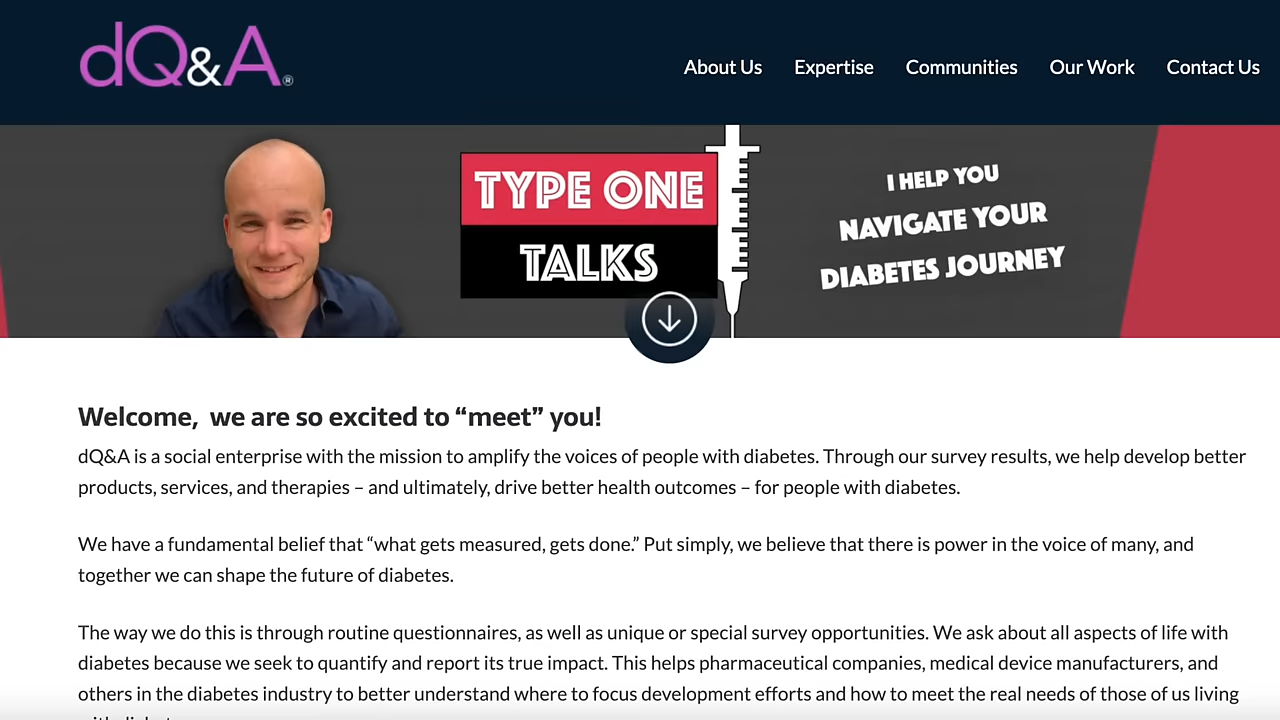 dQ&A®
About Us Expertise Communities Our Work Contact Us
TYPE ONE
TALKS
I HELP YOU
NAVIGATE YOUR
DIABETES JOURNEY
Welcome,  we are so excited to “meet” you!
dQ&A is a social enterprise with the mission to amplify the voices of people with diabetes. Through our survey results, we help develop better
products, services, and therapies – and ultimately, drive better health outcomes – for people with diabetes.
We have a fundamental belief that “what gets measured, gets done.” Put simply, we believe that there is power in the voice of many, and
together we can shape the future of diabetes.
The way we do this is through routine questionnaires, as well as unique or special survey opportunities. We ask about all aspects of life with
diabetes because we seek to quantify and report its true impact. This helps pharmaceutical companies, medical device manufacturers, and
others in the diabetes industry to better understand where to focus development efforts and how to meet the real needs of those of us living